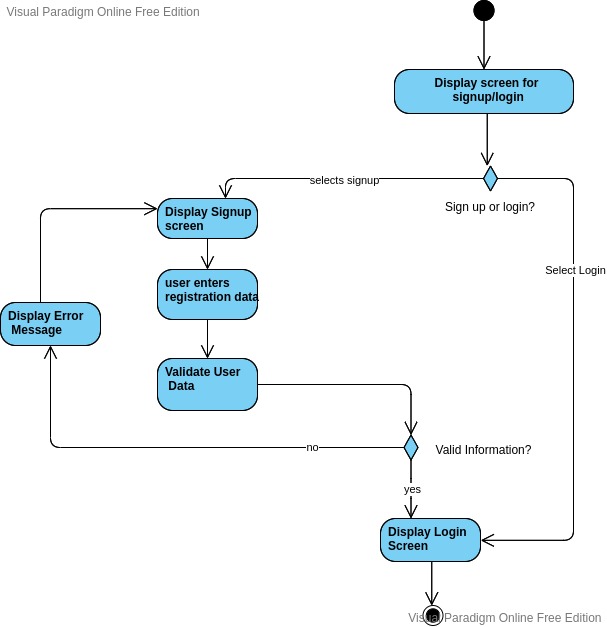 Visual Paradigm Online Free Edition
Display screen for
signup/login
selects signup
Sign up or login?
Display Signup
screen
Select Login
user enters
registration data
Display Error
Message
Validate User
Data
no
Valid Information?
yes
Display Login
Screen
Visual Paradigm Online Free Edition